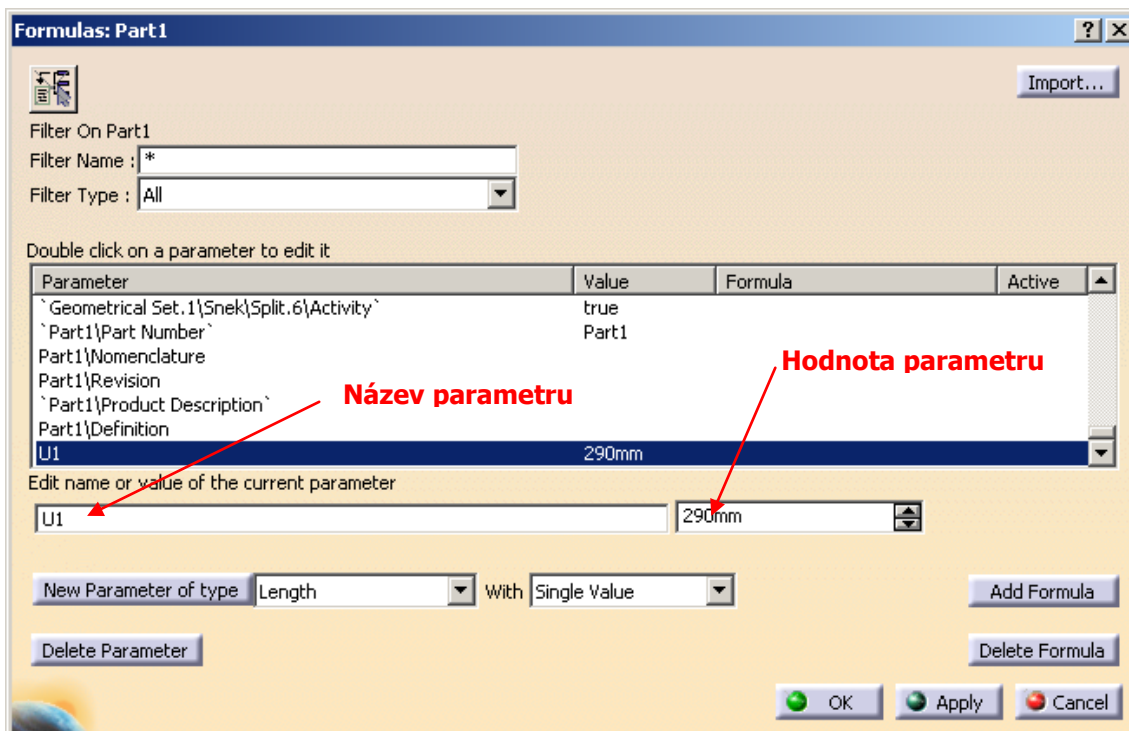 Formulas: Part1
Import...
Filter On Part1
Filter Name : *
Filter Type : All
Double click on a parameter to edit it
Parameter Value Formula Active
`Geometrical Set.1\Snek\Split.6\Activity` true
`Part1\Part Number` Part1
Part1\Nomenclature
Part1\Revision
`Part1\Product Description`
Part1\Definition
U1 290mm
Název parametru
Hodnota parametru
Edit name or value of the current parameter
U1 290mm
New Parameter of type Length With Single Value Add Formula
Delete Parameter Delete Formula
OK Apply Cancel